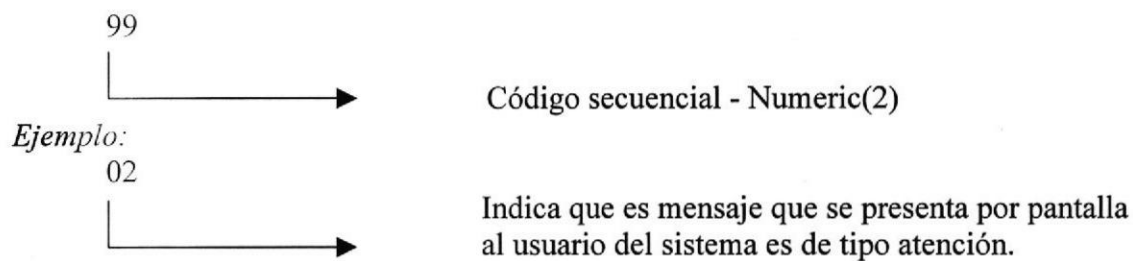 99
Código secuencial - Numeric(2)
Ejemplo:
02
Indica que es mensaje que se presenta por pantalla
al usuario del sistema es de tipo atención.